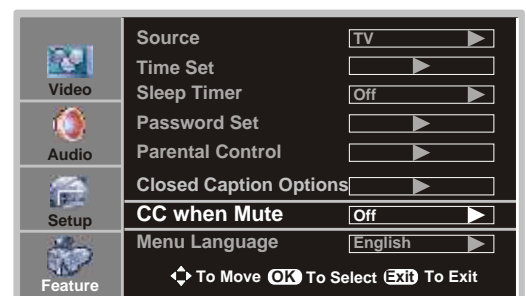 Video
Audio
Setup
Feature
Source TV
Time Set
Sleep Timer Off
Password Set
Parental Control
Closed Caption Options
CC when Mute Off
Menu Language English
To Move OK To Select Exit To Exit